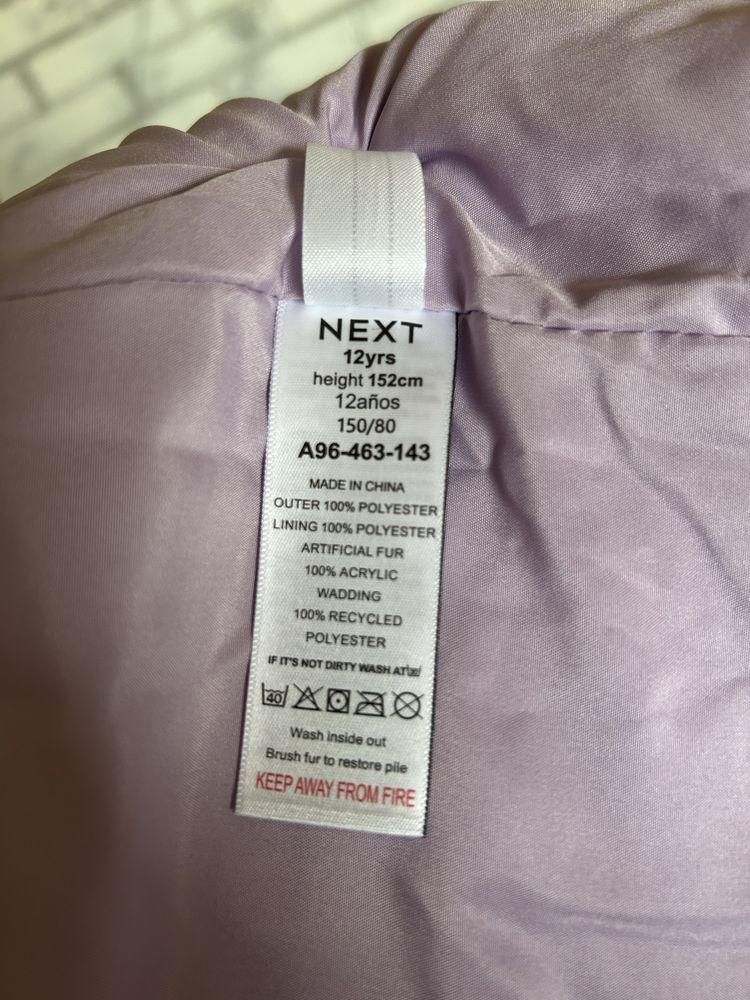 NEXT
12yrs
height 152cm
12años
150/80
A96-463-143
MADE IN CHINA
OUTER 100% POLYESTER
LINING 100% POLYESTER
ARTIFICIAL FUR
100% ACRYLIC
WADDING
100% RECYCLED
POLYESTER
IF IT'S NOT DIRTY WASH AT
40
Wash inside out
Brush fur to restore pile
KEEP AWAY FROM FIRE